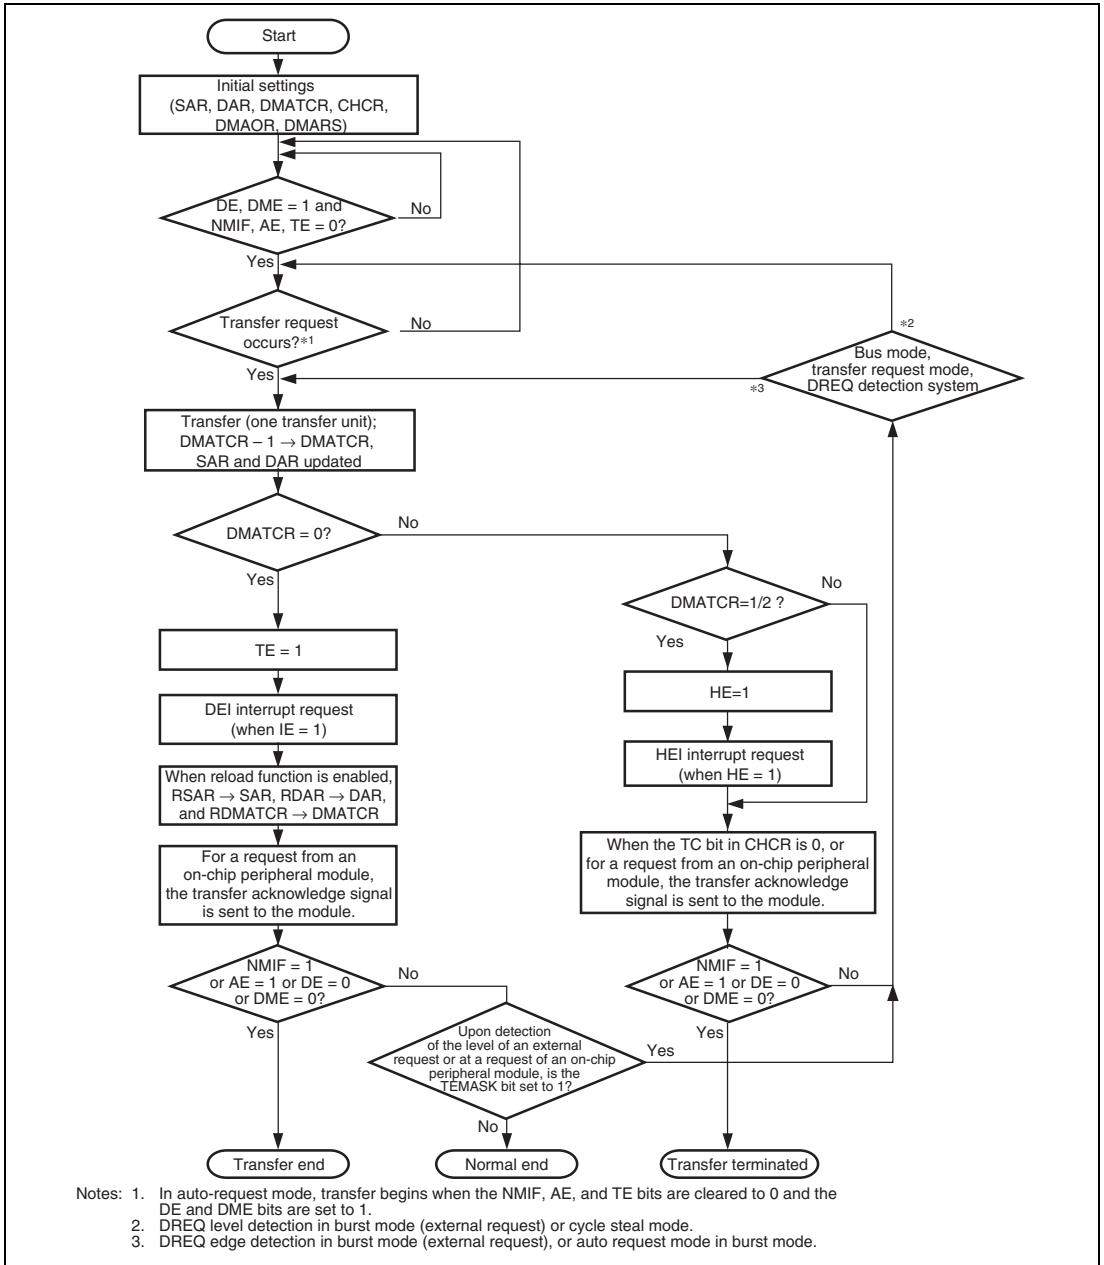 Start
Initial settings
(SAR, DAR, DMATCR, CHCR,
DMAOR, DMARS)
DE, DME = 1 and
NMIF, AE, TE = 0?
No
Yes
Transfer request
occurs?*1
No
Yes
*2
Bus mode,
transfer request mode,
DREQ detection system
*3
Transfer (one transfer unit);
DMATCR – 1 → DMATCR,
SAR and DAR updated
DMATCR = 0?
No
Yes
DMATCR=1/2 ?
No
Yes
TE = 1
HE=1
DEI interrupt request
(when IE = 1)
HEI interrupt request
(when HE = 1)
When reload function is enabled,
RSAR → SAR, RDAR → DAR,
and RDMATCR → DMATCR
When the TC bit in CHCR is 0, or
for a request from an on-chip peripheral
module, the transfer acknowledge
signal is sent to the module.
For a request from an
on-chip peripheral module,
the transfer acknowledge signal
is sent to the module.
NMIF = 1
or AE = 1 or DE = 0
or DME = 0?
No
Yes
NMIF = 1
or AE = 1 or DE = 0
or DME = 0?
No
Yes
Upon detection
of the level of an external
request or at a request of an on-chip
peripheral module, is the
TEMASK bit set to 1?
Yes
No
Transfer end
Normal end
Transfer terminated
Notes: 1. In auto-request mode, transfer begins when the NMIF, AE, and TE bits are cleared to 0 and the
DE and DME bits are set to 1.
2. DREQ level detection in burst mode (external request) or cycle steal mode.
3. DREQ edge detection in burst mode (external request), or auto request mode in burst mode.